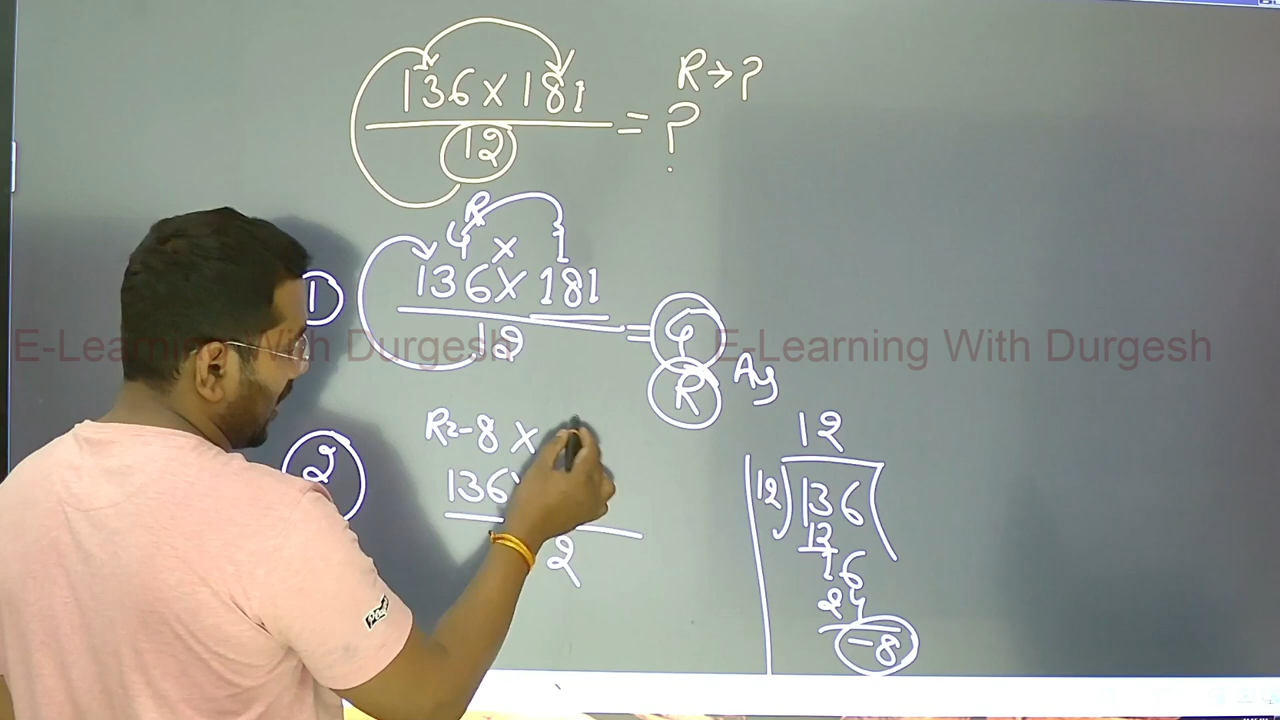 136 × 181
12
= ?
R → ?
R
4 × 1
①
136 × 181
12
=
4
R
Ay
E-Learning With Durgesh
E-Learning With Durgesh
②
R = -8 ×
136
2
12
12) 136 (
12
16
24
-8